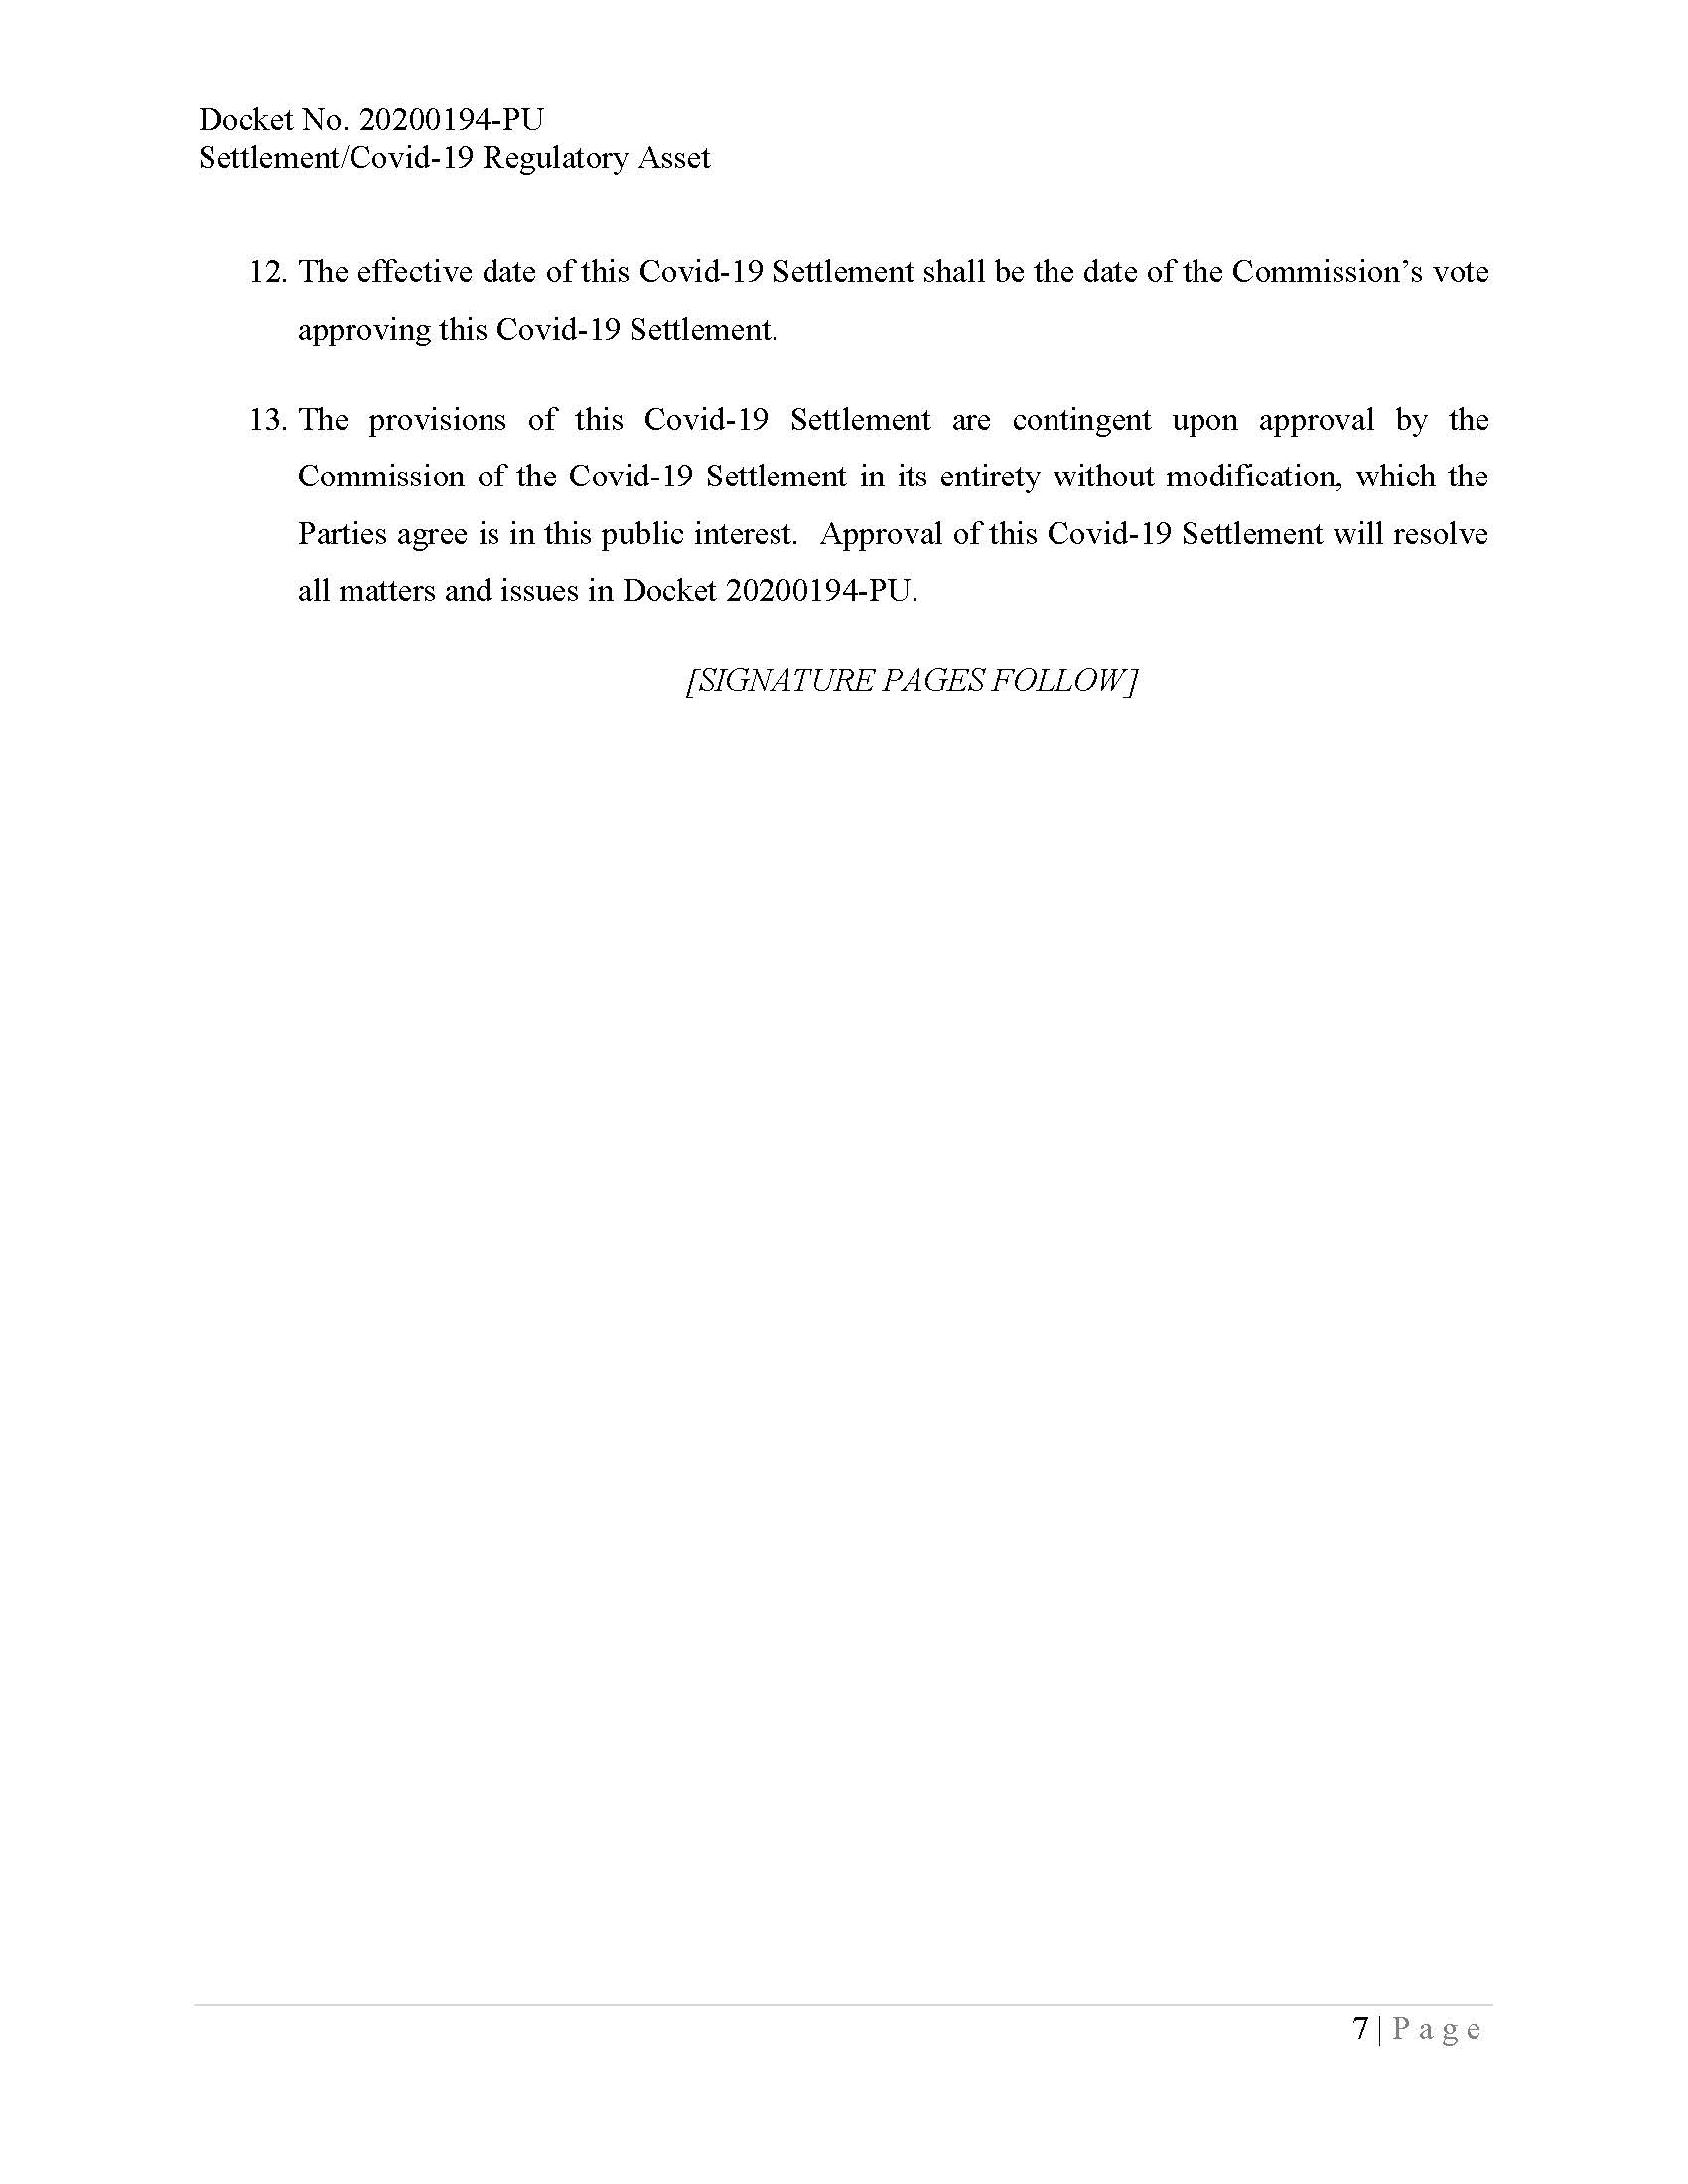 Docket No. 20200194-PU
Settlement/Covid-19 Regulatory Asset
12. The effective date of this Covid-19 Settlement shall be the date of the Commission’s vote
approving this Covid-19 Settlement.
13. The provisions of this Covid-19 Settlement are contingent upon approval by the
Commission of the Covid-19 Settlement in its entirety without modification, which the
Parties agree is in this public interest.  Approval of this Covid-19 Settlement will resolve
all matters and issues in Docket 20200194-PU.
[SIGNATURE PAGES FOLLOW]
7 | P a g e